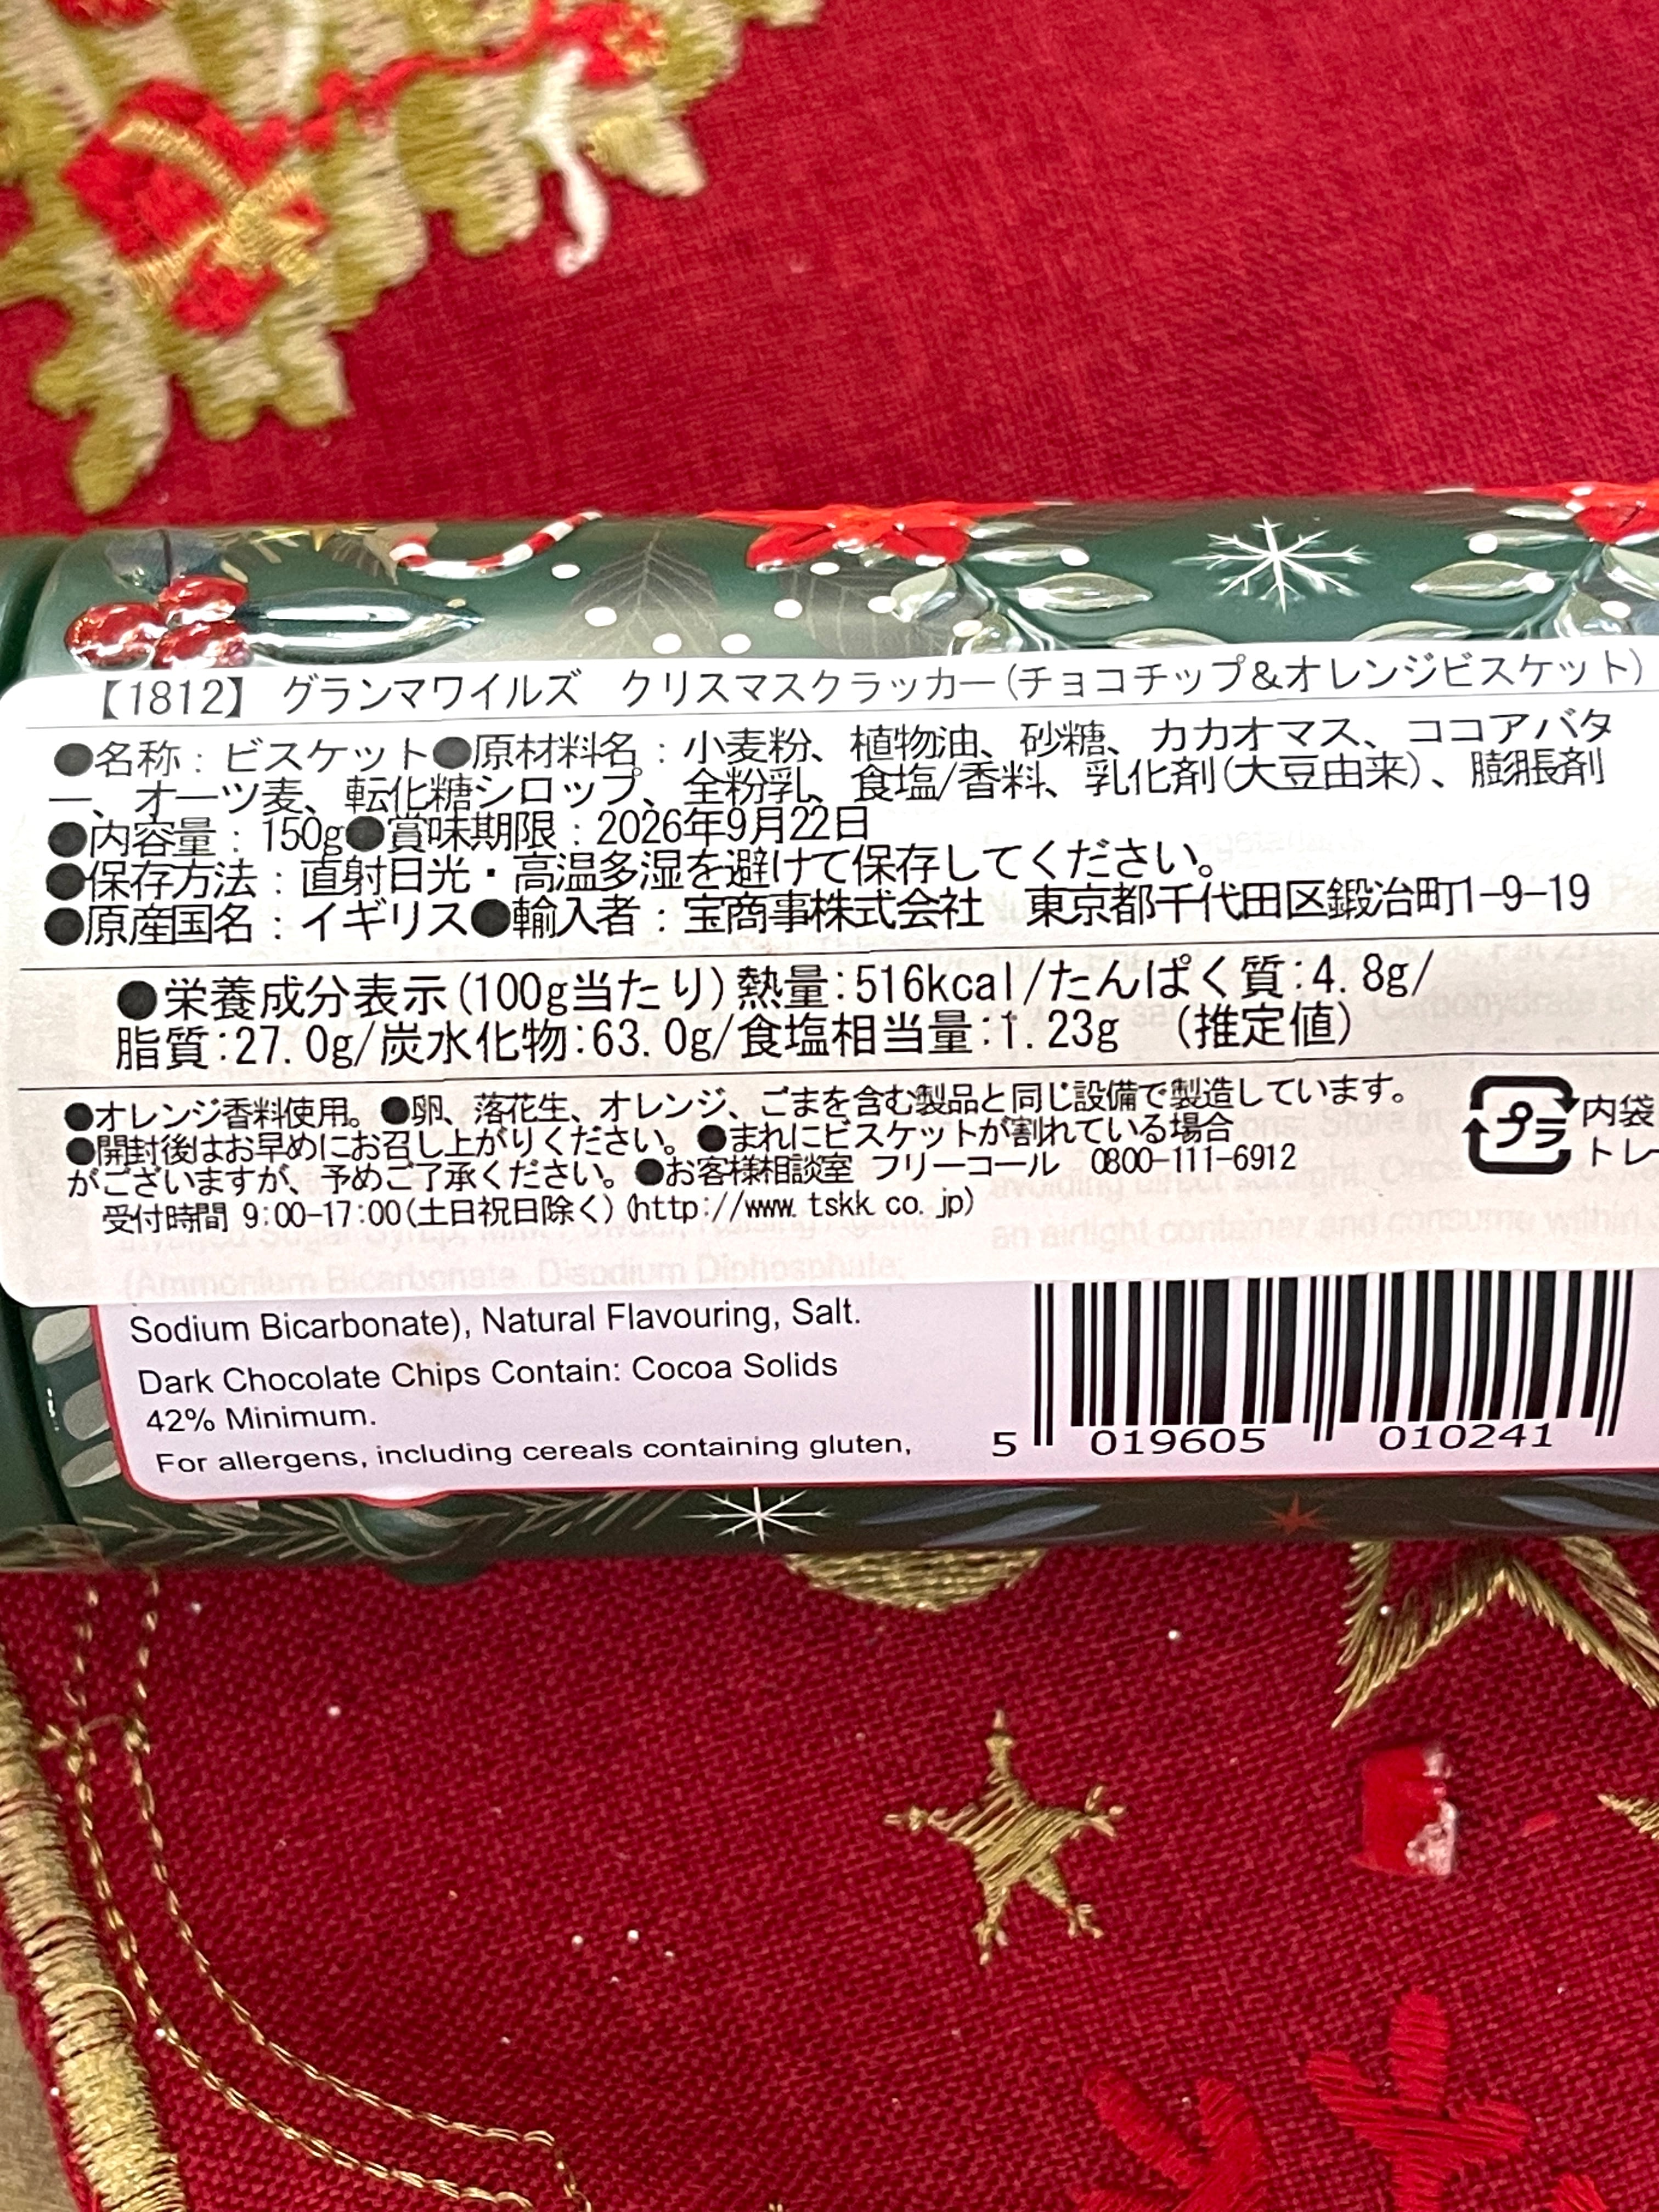 【1812】 グランマワイルズ クリスマスクラッカー(チョコチップ&オレンジビスケット)
●名称：ビスケット●原材料名：小麦粉、植物油、砂糖、カカオマス、ココアバタ
ー、オーツ麦、転化糖シロップ、全粉乳、食塩/香料、乳化剤(大豆由来)、膨脹剤
●内容量：150g●賞味期限：2026年9月22日
●保存方法：直射日光・高温多湿を避けて保存してください。
●原産国名：イギリス●輸入者：宝商事株式会社 東京都千代田区鍛冶町1-9-19
●栄養成分表示(100g当たり)熱量:516kcal/たんぱく質:4.8g/
脂質:27.0g/炭水化物:63.0g/食塩相当量:1.23g (推定値)
●オレンジ香料使用。●卵、落花生、オレンジ、ごまを含む製品と同じ設備で製造しています。
●開封後はお早めにお召し上がりください。●まれにビスケットが割れている場合
がございますが、予めご了承ください。●お客様相談室 フリーコール 0800-111-6912
受付時間 9:00-17:00(土日祝日除く)(http://www.tskk.co.jp)
プラ
内袋
トレー
(Ammonium Bicarbonate, Disodium Diphosphate,
an airtight container and consume within
Sodium Bicarbonate), Natural Flavouring, Salt.
Dark Chocolate Chips Contain: Cocoa Solids
42% Minimum.
For allergens, including cereals containing gluten,
5 019605 010241